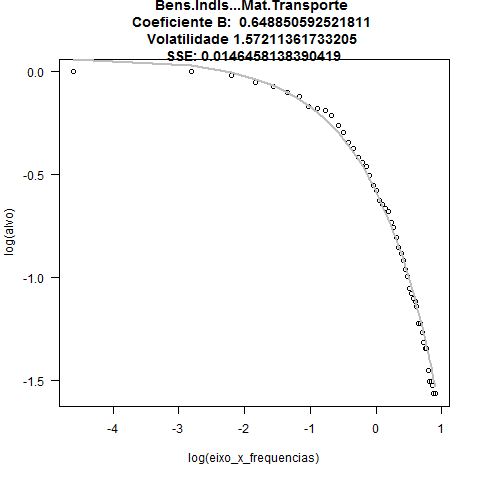 Bens.Indls...Mat.Transporte
Coeficiente B:  0.648850592521811
Volatilidade 1.57211361733205
SSE: 0.0146458138390419
0.0
-0.5
-1.0
-1.5
log(alvo)
-4 -3 -2 -1 0 1
log(eixo_x_frequencias)